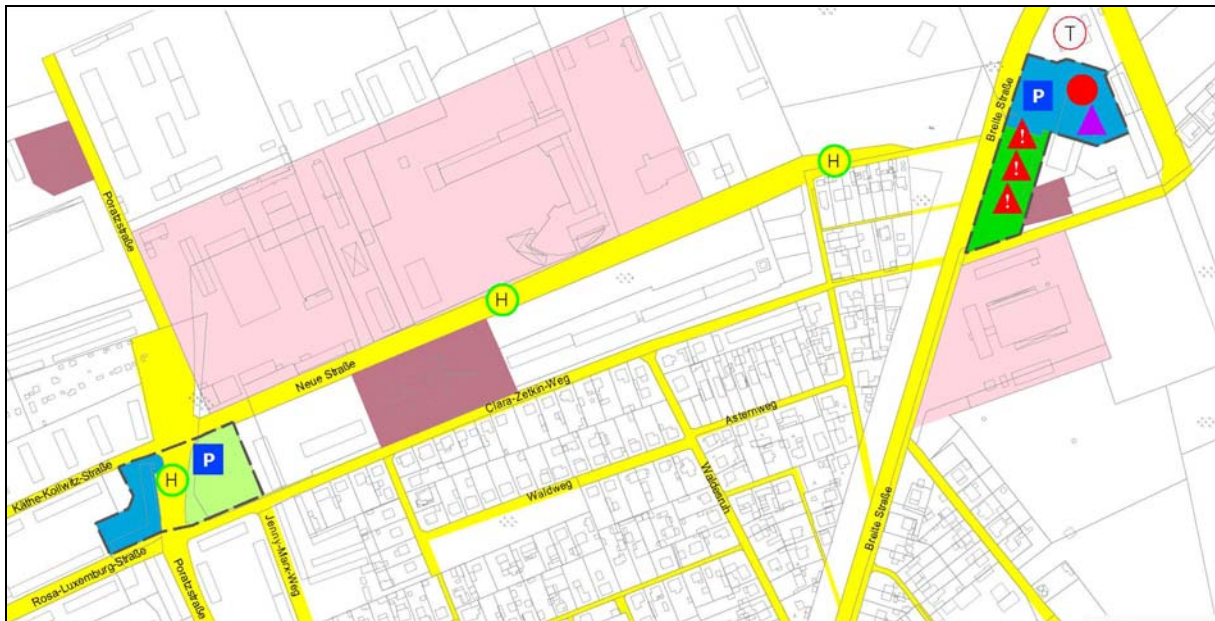 T
P
Breite Straße
!
!
!
H
Poratzstraße
H
Neue Straße
Clara-Zetkin-Weg
Asternweg
P
H
Käthe-Kollwitz-Straße
Waldweg
Waldesruh
Breite Straße
Rosa-Luxemburg-Straße
Poratzstraße
Jenny-Marx-Weg